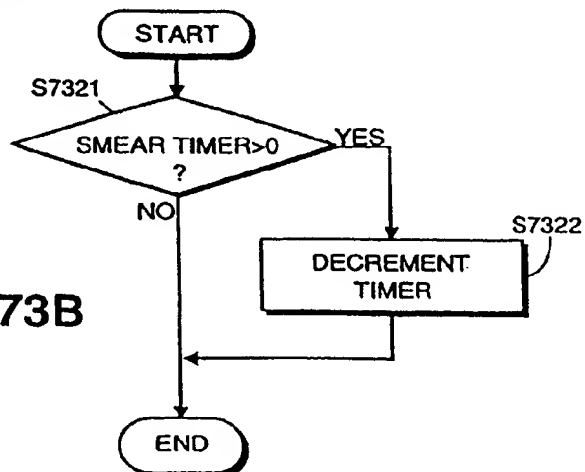 START
S7321
SMEAR TIMER>0
?
YES
NO
S7322
DECREMENT
TIMER
73B
END